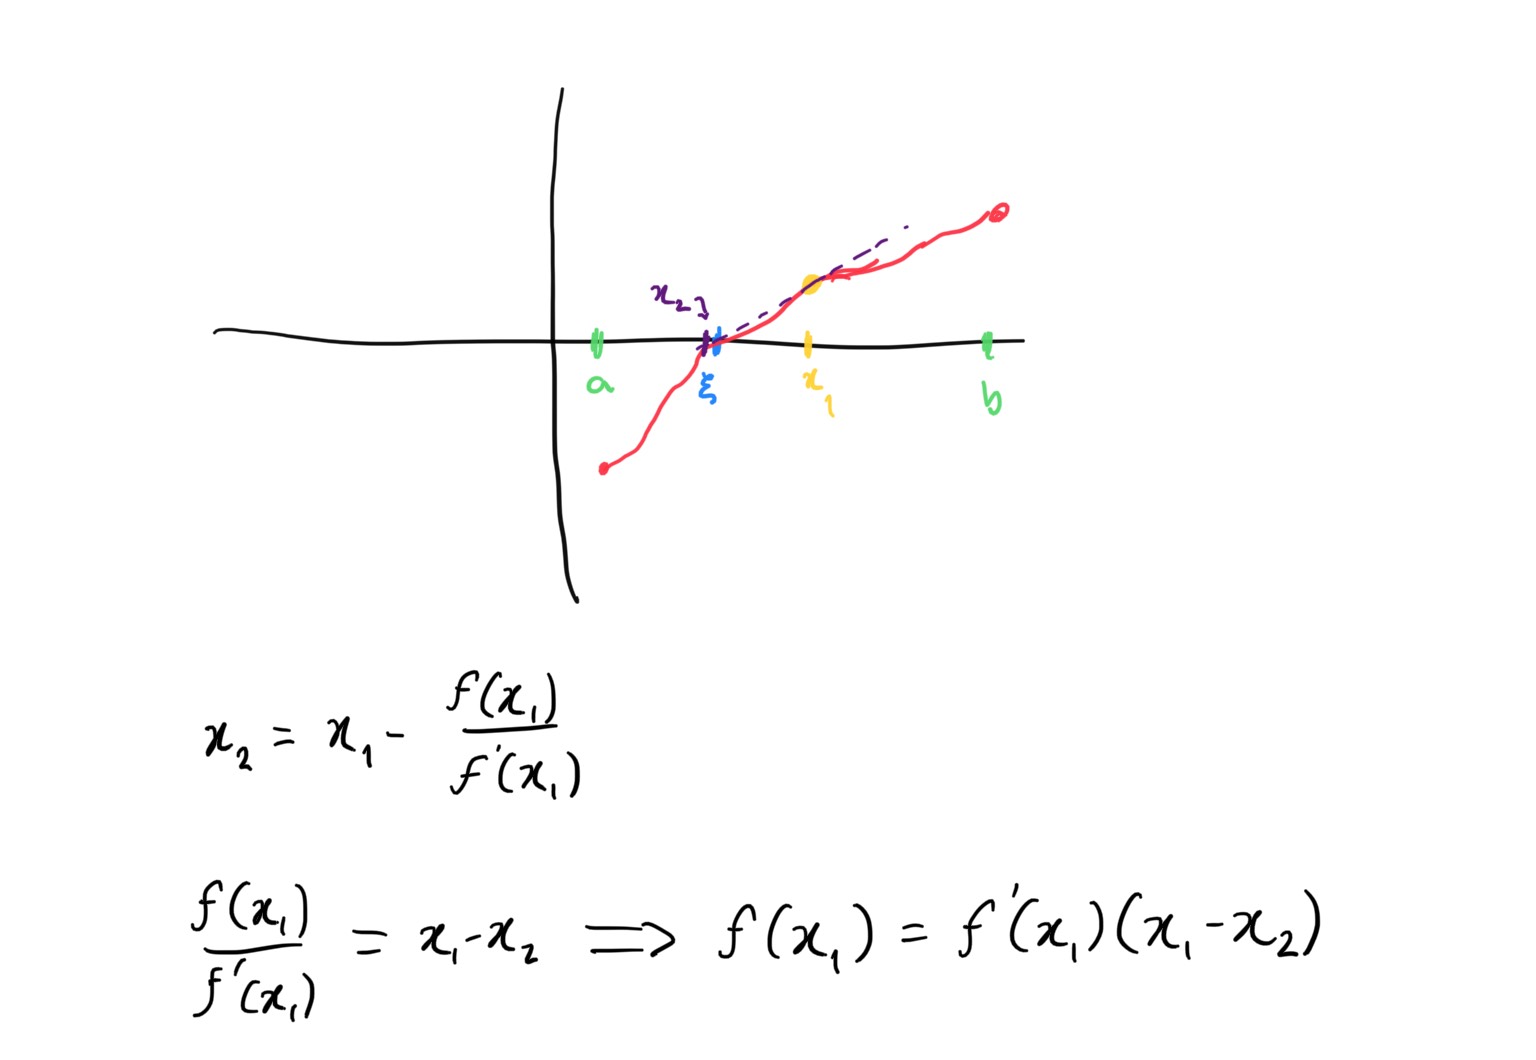 x₂
a ξ x₁ b
x₂ = x₁ - f(x₁)/f'(x₁)
f(x₁)/f'(x₁) = x₁-x₂ ⟹ f(x₁) = f'(x₁)(x₁-x₂)